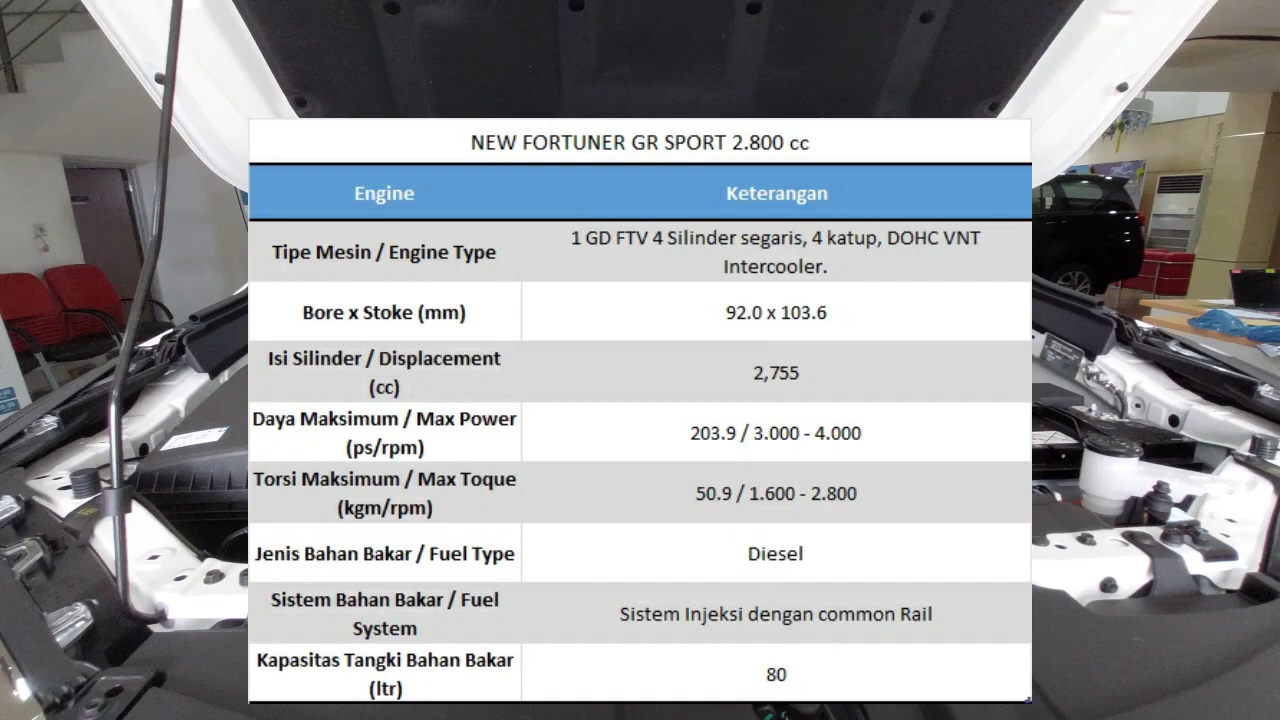 NEW FORTUNER GR SPORT 2.800 cc
Engine Keterangan
Tipe Mesin / Engine Type 1 GD FTV 4 Silinder segaris, 4 katup, DOHC VNT
Intercooler.
Bore x Stoke (mm) 92.0 x 103.6
Isi Silinder / Displacement
(cc) 2,755
Daya Maksimum / Max Power
(ps/rpm) 203.9 / 3.000 - 4.000
Torsi Maksimum / Max Toque
(kgm/rpm) 50.9 / 1.600 - 2.800
Jenis Bahan Bakar / Fuel Type Diesel
Sistem Bahan Bakar / Fuel
System Sistem Injeksi dengan common Rail
Kapasitas Tangki Bahan Bakar
(ltr) 80